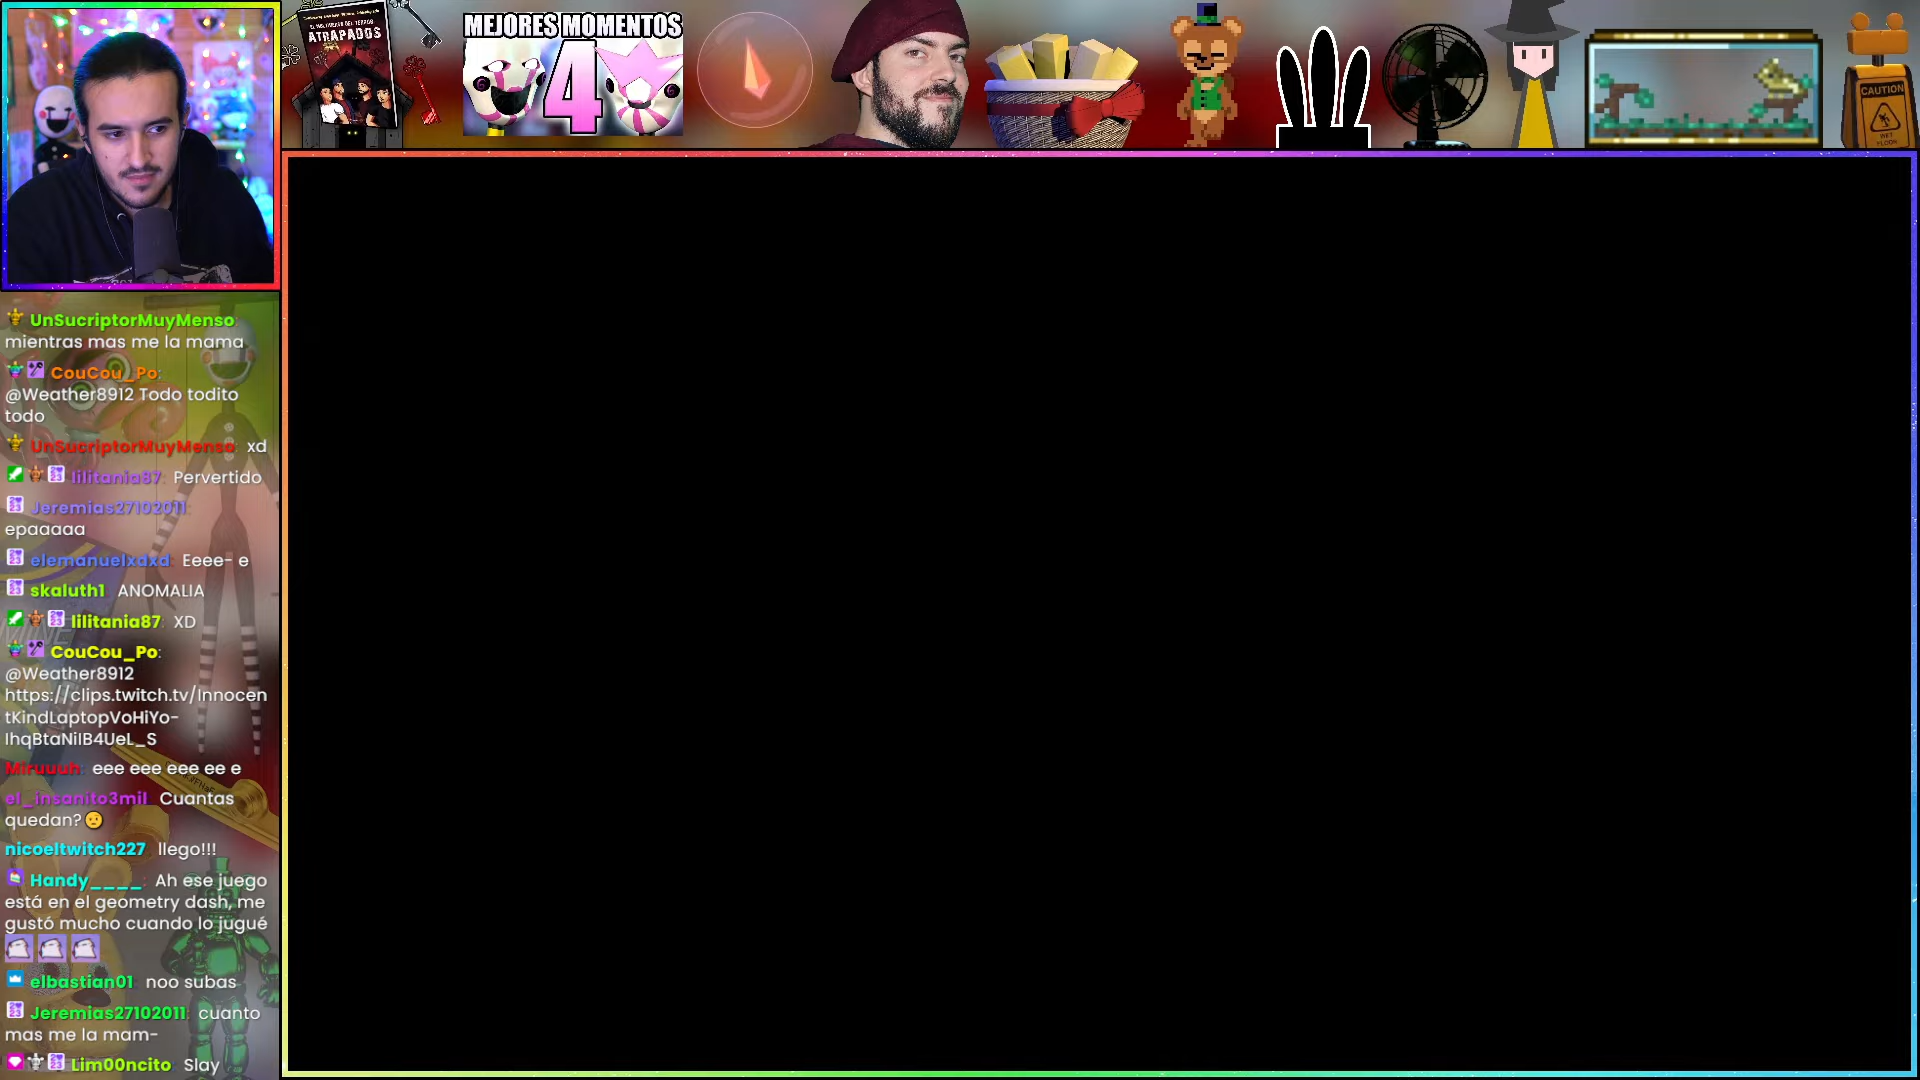 ATRAPADOS
MEJORES MOMENTOS
4
CAUTION
WET
FLOOR
UnSucriptorMuyMenso:
mientras mas me la mama
CouCou_Po:
@Weather8912 Todo todito
todo
UnSucriptorMuyMenso: xd
lilitania87: Pervertido
Jeremias27102011:
epaaaaa
elemanuelxdxd: Eeee- e
skaluth1: ANOMALIA
lilitania87: XD
CouCou_Po:
@Weather8912
https://clips.twitch.tv/Innocen
tKindLaptopVoHiYo-
IhqBtaNiIB4UeL_S
Miruuuh: eee eee eee ee e
el_insanito3mil: Cuantas
quedan?😥
nicoeltwitch227: llego!!!
Handy____: Ah ese juego
está en el geometry dash, me
gustó mucho cuando lo jugué
elbastian01: noo subas
Jeremias27102011: cuanto
mas me la mam-
Lim00ncito: Slay